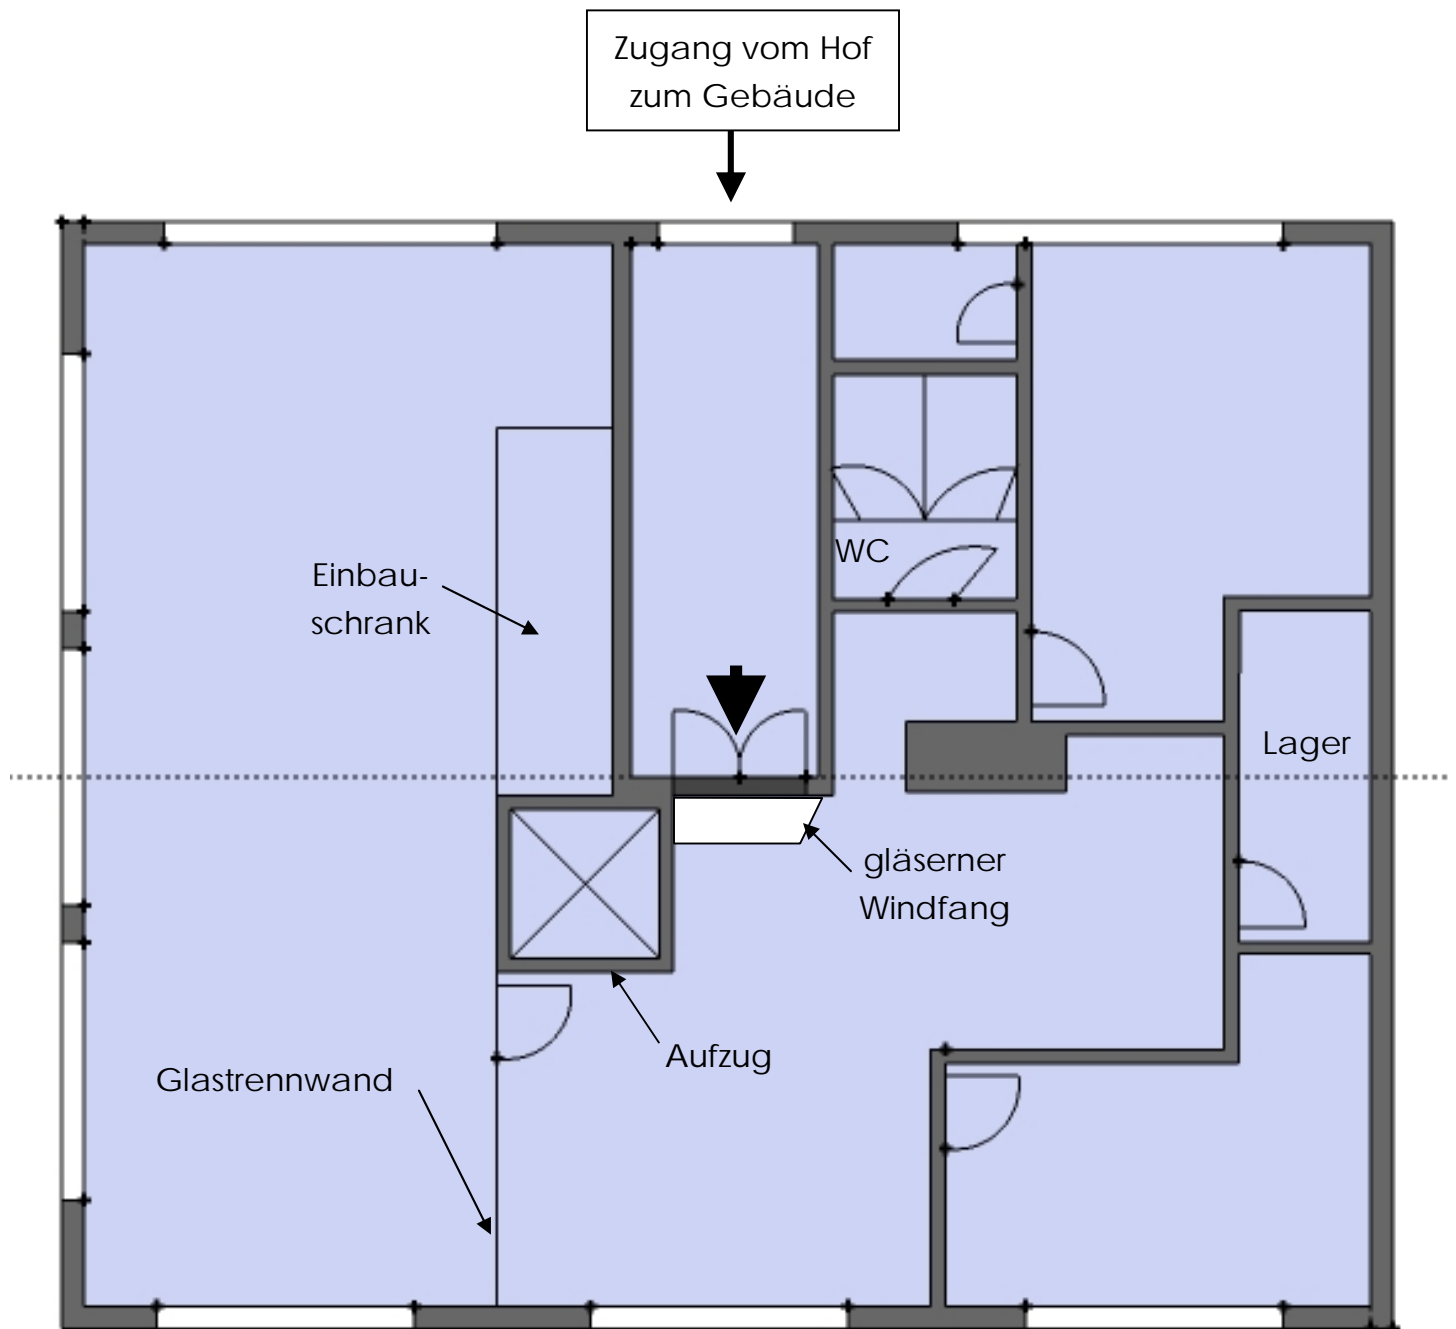 Zugang vom Hof
zum Gebäude
Einbau-
schrank
WC
Lager
gläserner
Windfang
Aufzug
Glastrennwand